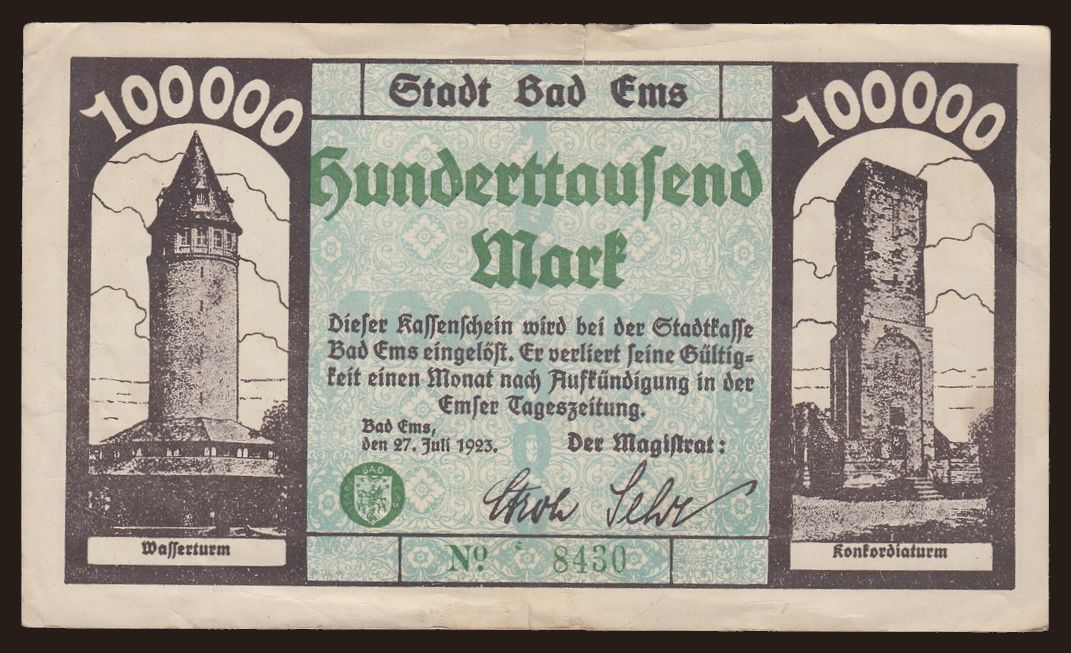 100000
Stadt Bad Ems
100000
Hunderttausend
Mark
Dieser Kassenschein wird bei der Stadtkasse
Bad Ems eingelöst. Er verliert seine Gültig-
keit einen Monat nach Aufkündigung in der
Emser Tageszeitung.
Bad Ems,
den 27. Juli 1923.
Der Magistrat:
BAD
Wasserturm
Konkordiaturm
No. 8430